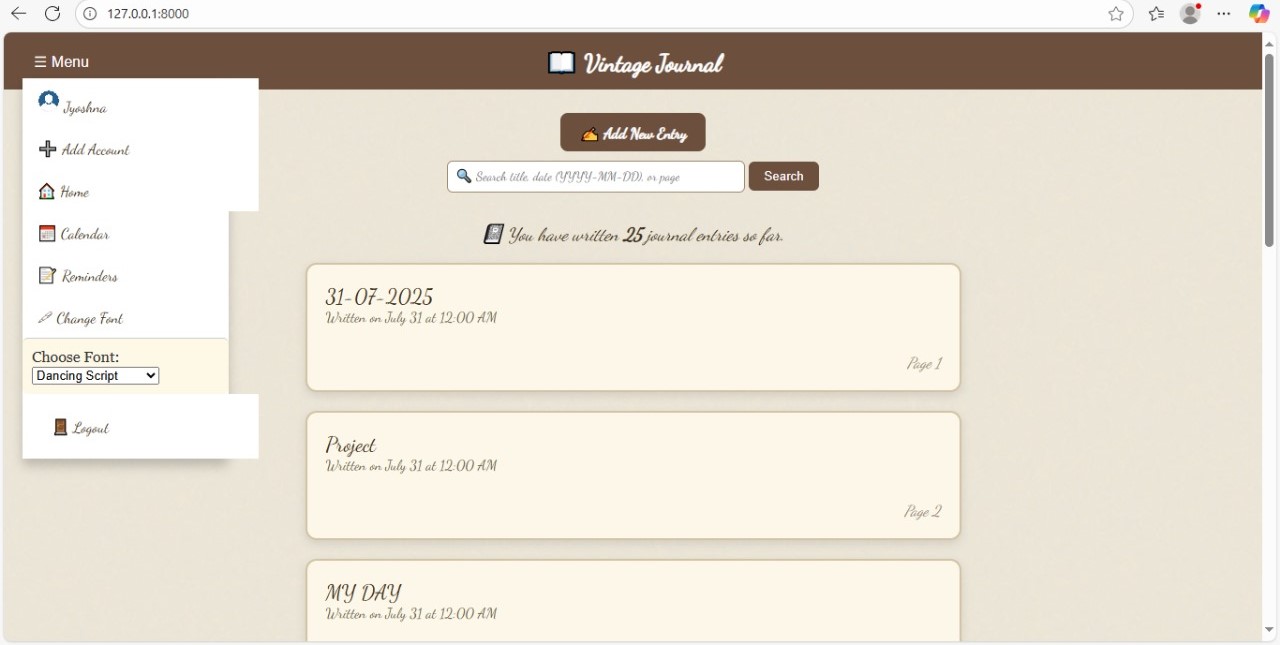 127.0.0.1:8000
☰ Menu
Vintage Journal
Jyoshna
Add Account
Home
Calendar
Reminders
Change Font
Choose Font:
Dancing Script
Logout
Add New Entry
Search title, date (YYYY-MM-DD), or page
Search
You have written 25 journal entries so far.
31-07-2025
Written on July 31 at 12:00 AM
Page 1
Project
Written on July 31 at 12:00 AM
Page 2
MY DAY
Written on July 31 at 12:00 AM